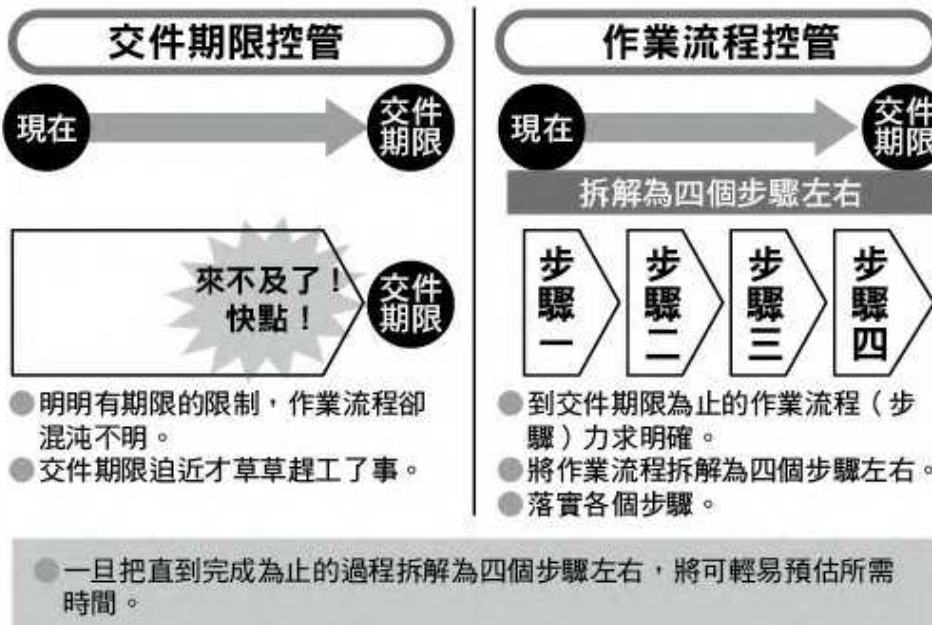 交件期限控管
現在
交件
期限
來不及了！
快點！
交件
期限
●明明有期限的限制，作業流程卻
混沌不明。
●交件期限迫近才草草趕工了事。
作業流程控管
現在
交件
期限
拆解為四個步驟左右
步驟一
步驟二
步驟三
步驟四
●到交件期限為止的作業流程（步
驟）力求明確。
●將作業流程拆解為四個步驟左右。
●落實各個步驟。
●一旦把直到完成為止的過程拆解為四個步驟左右，將可輕易預估所需
時間。